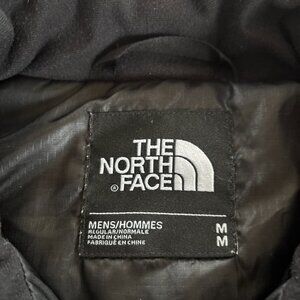 THE
NORTH
FACE
®
MENS/HOMMES M
REGULAR/NORMALE M
MADE IN CHINA
FABRIQUÉ EN CHINE